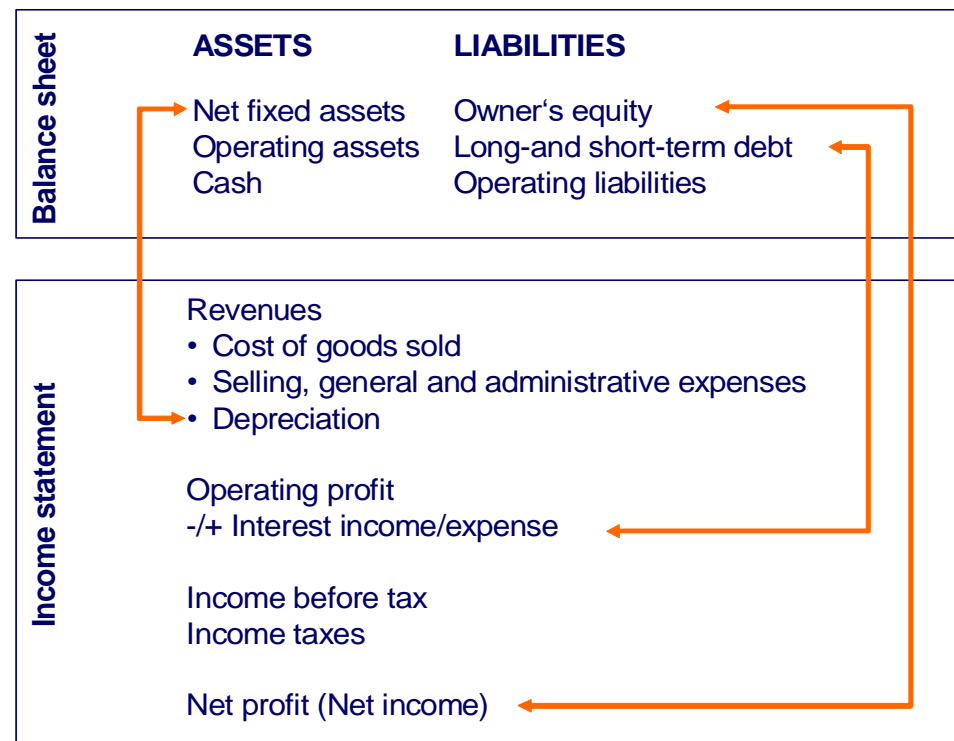 Balance sheet
ASSETS
LIABILITIES
Net fixed assets
Owner‘s equity
Operating assets
Long-and short-term debt
Cash
Operating liabilities
Income statement
Revenues
• Cost of goods sold
• Selling, general and administrative expenses
• Depreciation
Operating profit
-/+ Interest income/expense
Income before tax
Income taxes
Net profit (Net income)